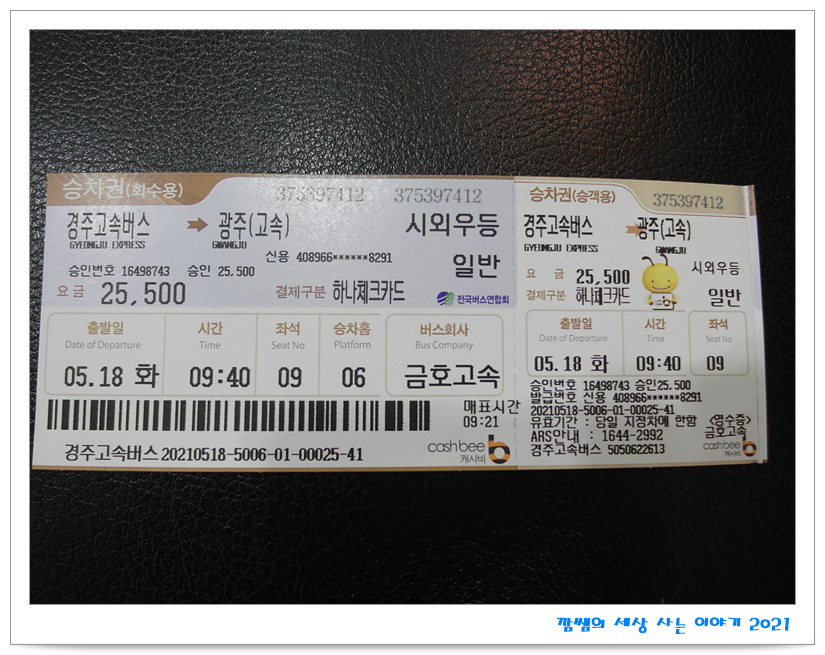 승차권(회수용) 375397412 375397412
경주고속버스 광주(고속) 시외우등
GYEONGJU EXPRESS GWANGJU
신용 408966******8291 일반
승인번호 16498743 승인 25,500
요금 25,500 결제구분 하나체크카드 전국버스연합회
출발일 시간 좌석 승차홈 버스회사
Date of Departure Time Seat No Platform Bus Company
05.18 화 09:40 09 06 금호고속
매표시간
09:21
경주고속버스 20210518-5006-01-00025-41 cashbee
캐시비
승차권(승객용) 375397412
경주고속버스 광주(고속)
GYEONGJU EXPRESS GWANGJU
요 금 25,500 시외우등
결제구분 하나체크카드 일반
출발일 시간 좌석
Date of Departure Time Seat No
05.18 화 09:40 09
승인번호 16498743 승인25,500
발급번호 신용 408966******8291
20210518-5006-01-00025-41
유효기간 : 당일 지정차에 한함 <영수증>
ARS안내 : 1644-2992 금호고속
경주고속버스 5050622613 cashbee
캐시비
깜쌤의 세상 사는 이야기 2021